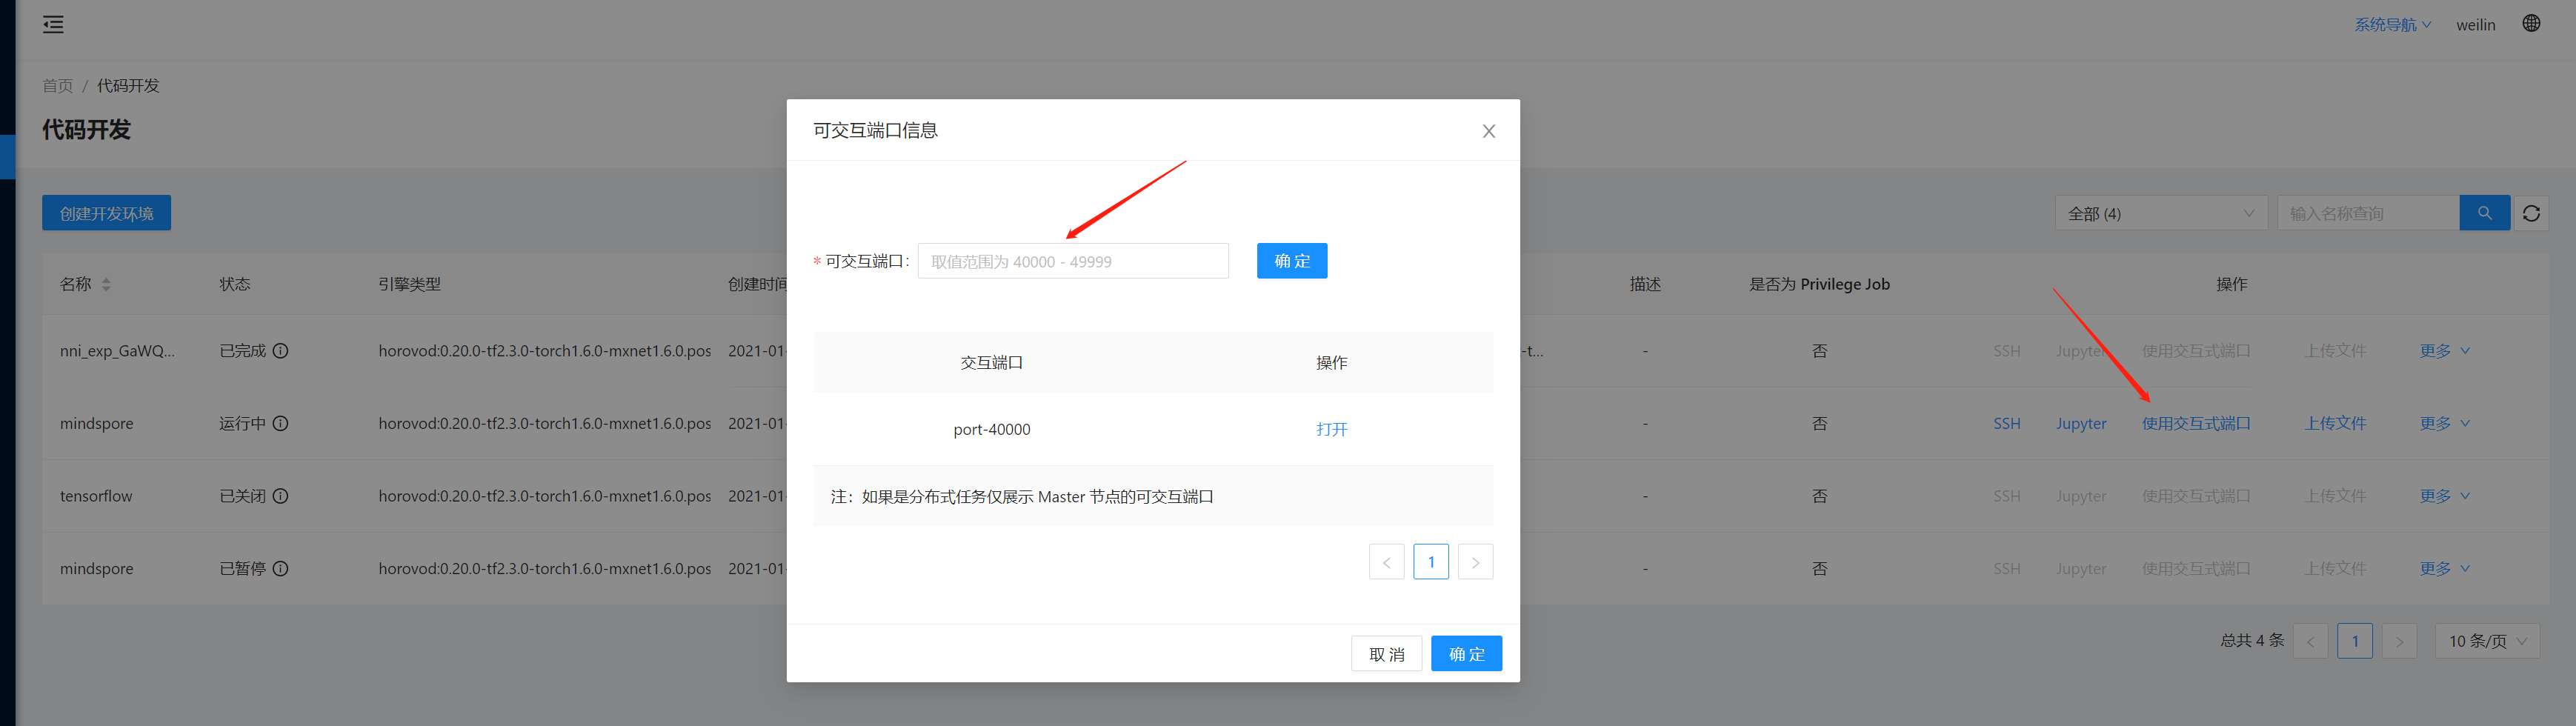 系统导航 weilin
首页 / 代码开发
代码开发
可交互端口信息
创建开发环境
全部 (4) 输入名称查询
* 可交互端口: 取值范围为 40000 - 49999 确 定
名称 状态 引擎类型 创建时间 描述 是否为 Privilege Job 操作
nni_exp_GaWQ... 已完成 horovod:0.20.0-tf2.3.0-torch1.6.0-mxnet1.6.0.pos 2021-01- -t... - 否 SSH Jupyter 使用交互式端口 上传文件 更多
交互端口 操作
mindspore 运行中 horovod:0.20.0-tf2.3.0-torch1.6.0-mxnet1.6.0.pos 2021-01- - 否 SSH Jupyter 使用交互式端口 上传文件 更多
port-40000 打开
tensorflow 已关闭 horovod:0.20.0-tf2.3.0-torch1.6.0-mxnet1.6.0.pos 2021-01- - 否 SSH Jupyter 使用交互式端口 上传文件 更多
注：如果是分布式任务仅展示 Master 节点的可交互端口
mindspore 已暂停 horovod:0.20.0-tf2.3.0-torch1.6.0-mxnet1.6.0.pos 2021-01- - 否 SSH Jupyter 使用交互式端口 上传文件 更多
< 1 >
总共 4 条 < 1 > 10 条/页
取 消 确 定